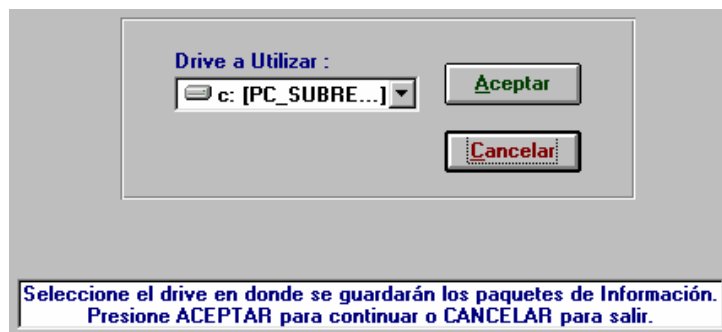 Drive a Utilizar :
c: [PC_SUBRE...]
Aceptar
Cancelar
Seleccione el drive en donde se guardarán los paquetes de Información.
Presione ACEPTAR para continuar o CANCELAR para salir.